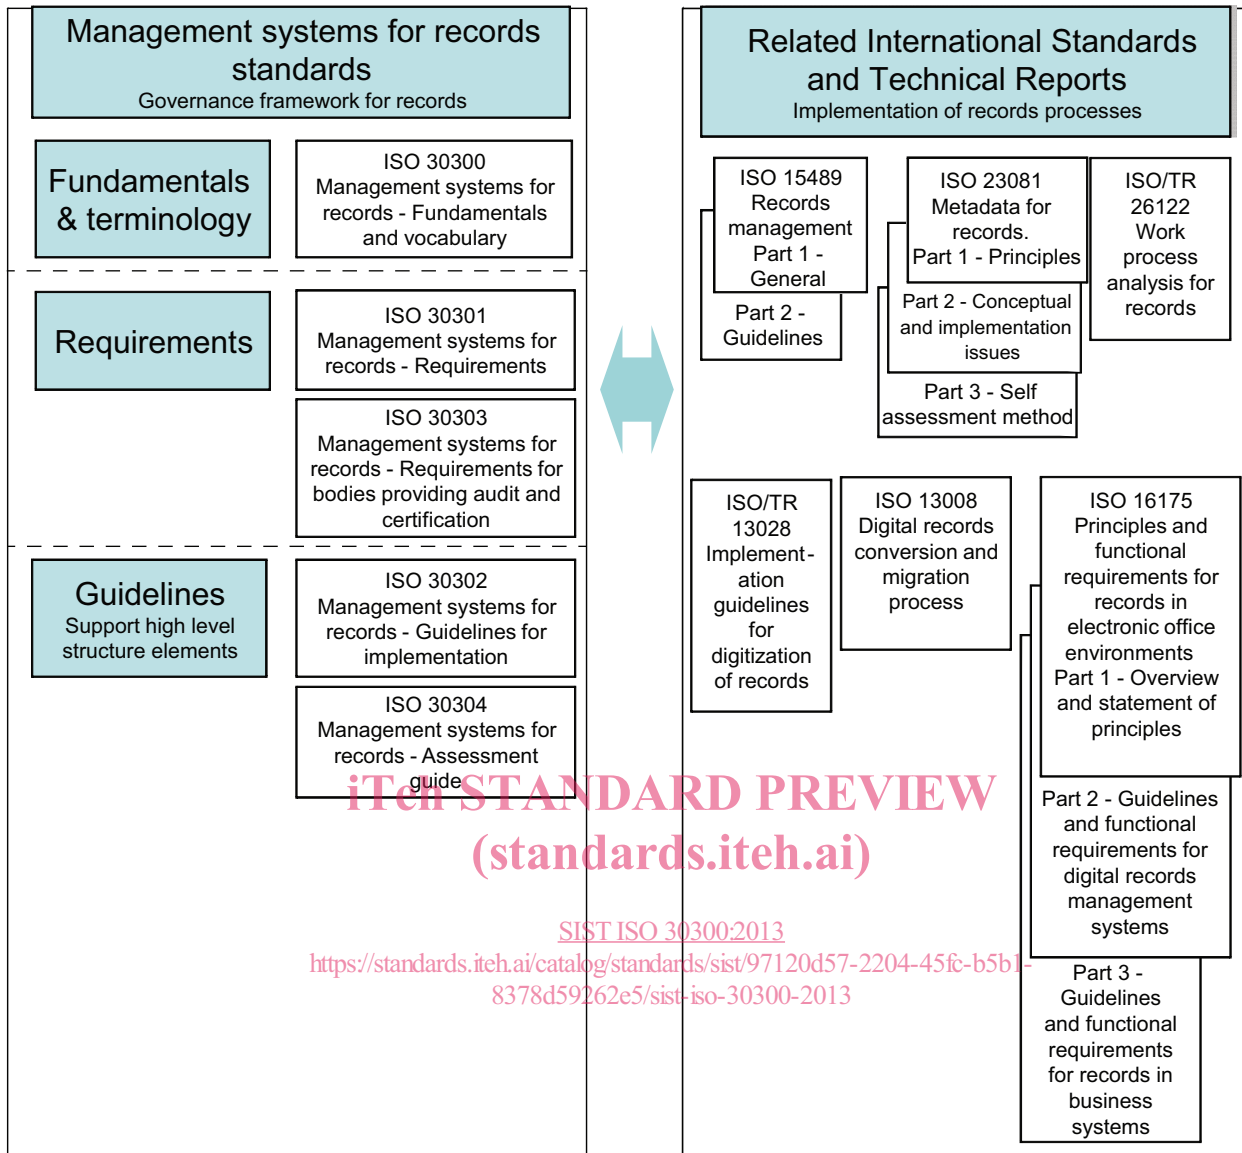 Management systems for records
standards
Governance framework for records
Fundamentals
& terminology
ISO 30300
Management systems for
records - Fundamentals
and vocabulary
Requirements
ISO 30301
Management systems for
records - Requirements
ISO 30303
Management systems for
records - Requirements for
bodies providing audit and
certification
Guidelines
Support high level
structure elements
ISO 30302
Management systems for
records - Guidelines for
implementation
ISO 30304
Management systems for
records - Assessment
guide
Related International Standards
and Technical Reports
Implementation of records processes
ISO 15489
Records
management
Part 1 -
General
Part 2 -
Guidelines
ISO 23081
Metadata for
records.
Part 1 - Principles
Part 2 - Conceptual
and implementation
issues
Part 3 - Self
assessment method
ISO/TR
26122
Work
process
analysis for
records
ISO/TR
13028
Implement-
ation
guidelines
for
digitization
of records
ISO 13008
Digital records
conversion and
migration
process
ISO 16175
Principles and
functional
requirements for
records in
electronic office
environments
Part 1 - Overview
and statement of
principles
Part 2 - Guidelines
and functional
requirements for
digital records
management
systems
Part 3 -
Guidelines
and functional
requirements
for records in
business
systems
iTeh STANDARD PREVIEW
(standards.iteh.ai)
SIST ISO 30300:2013
https://standards.iteh.ai/catalog/standards/sist/97120d57-2204-45fc-b5b1-
8378d59262e5/sist-iso-30300-2013